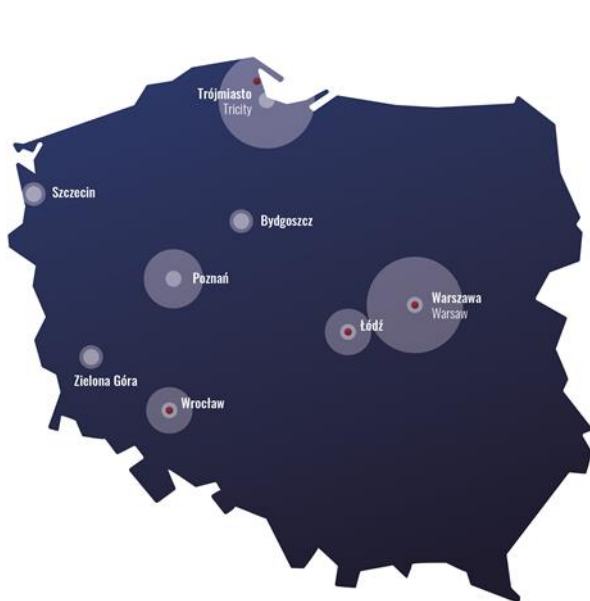 Trójmiasto
Tricity
Szczecin
Bydgoszcz
Poznań
Warszawa
Warsaw
Łódź
Zielona Góra
Wrocław